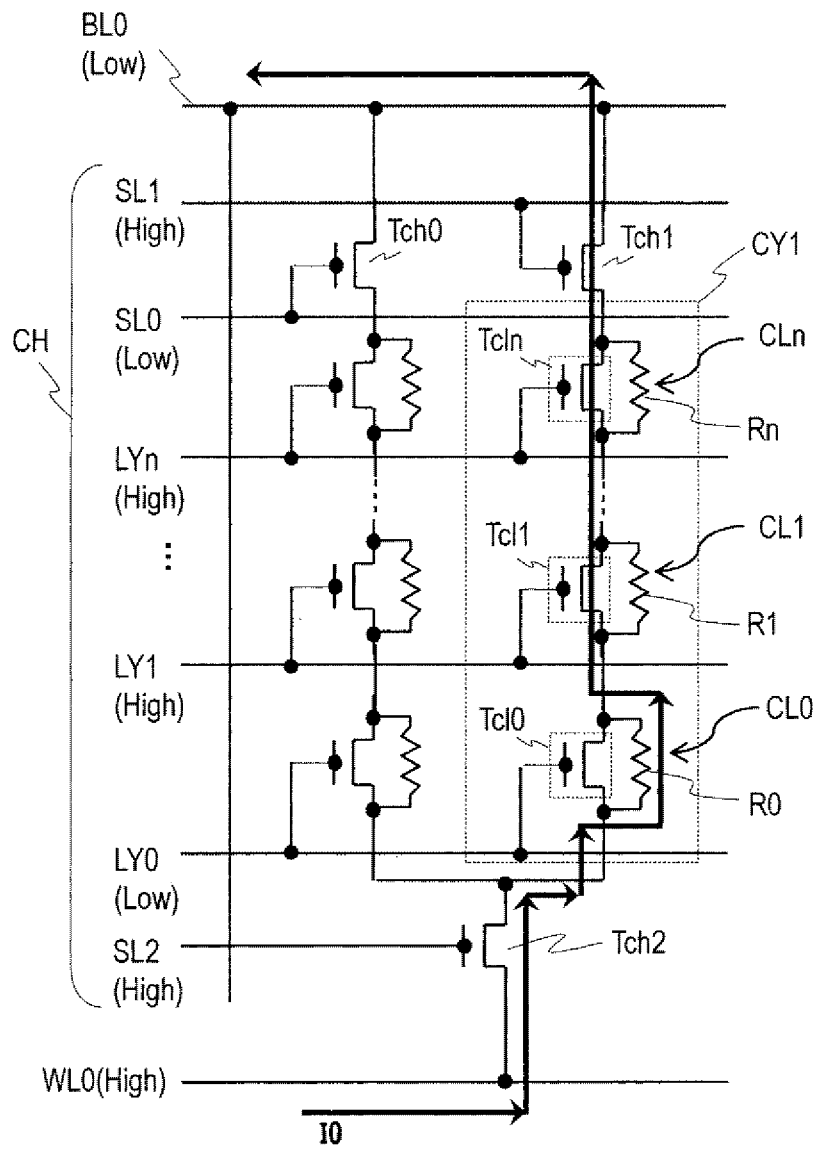 BL0
(Low)
SL1
(High)
Tch0
Tch1
CY1
SL0
(Low)
CH
Tcln
CLn
Rn
LYn
(High)
...
Tcl1
CL1
R1
LY1
(High)
Tcl0
CL0
R0
LY0
(Low)
SL2
(High)
Tch2
WL0(High)
I0